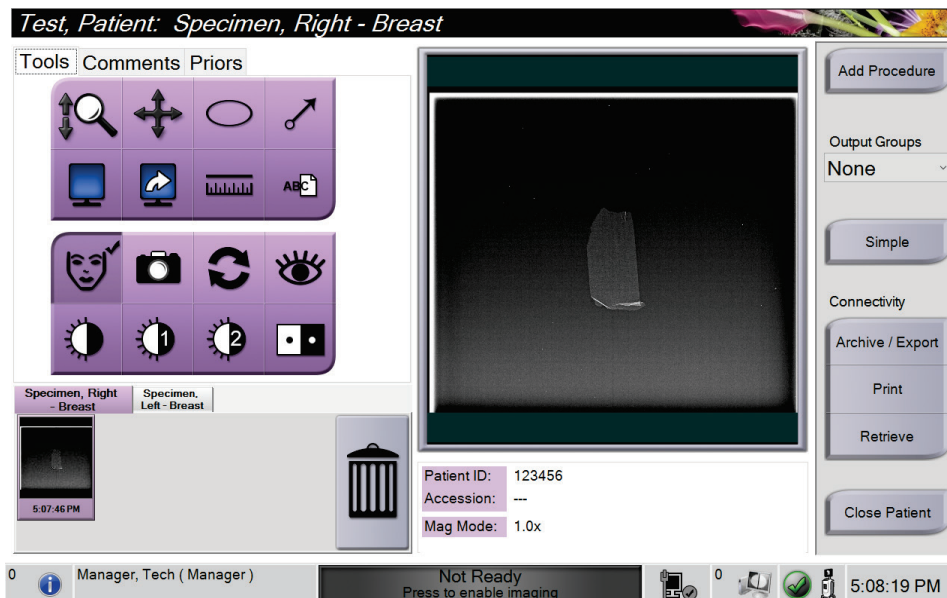 Test, Patient:  Specimen, Right - Breast
Tools
Comments
Priors
ABC
1
2
Specimen, Right
- Breast
Specimen,
Left - Breast
5:07:46 PM
Patient ID: 123456
Accession: ---
Mag Mode: 1.0x
Add Procedure
Output Groups
None
Simple
Connectivity
Archive / Export
Print
Retrieve
Close Patient
0
Manager, Tech ( Manager )
Not Ready
Press to enable imaging
0
5:08:19 PM